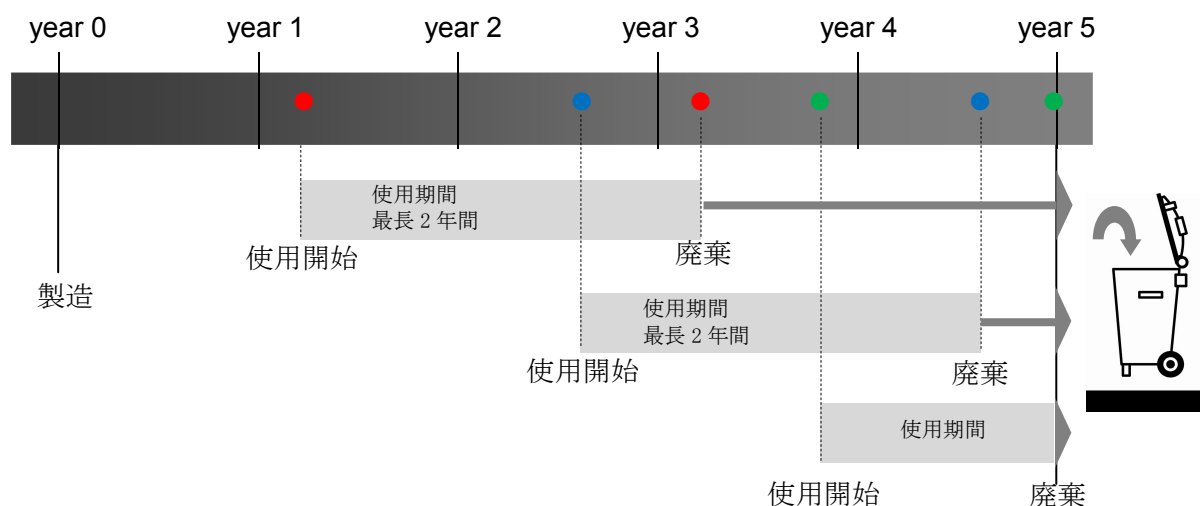 year 0
year 1
year 2
year 3
year 4
year 5
使用期間
最長 2 年間
使用開始
廃棄
製造
使用期間
最長 2 年間
使用開始
廃棄
使用期間
使用開始
廃棄